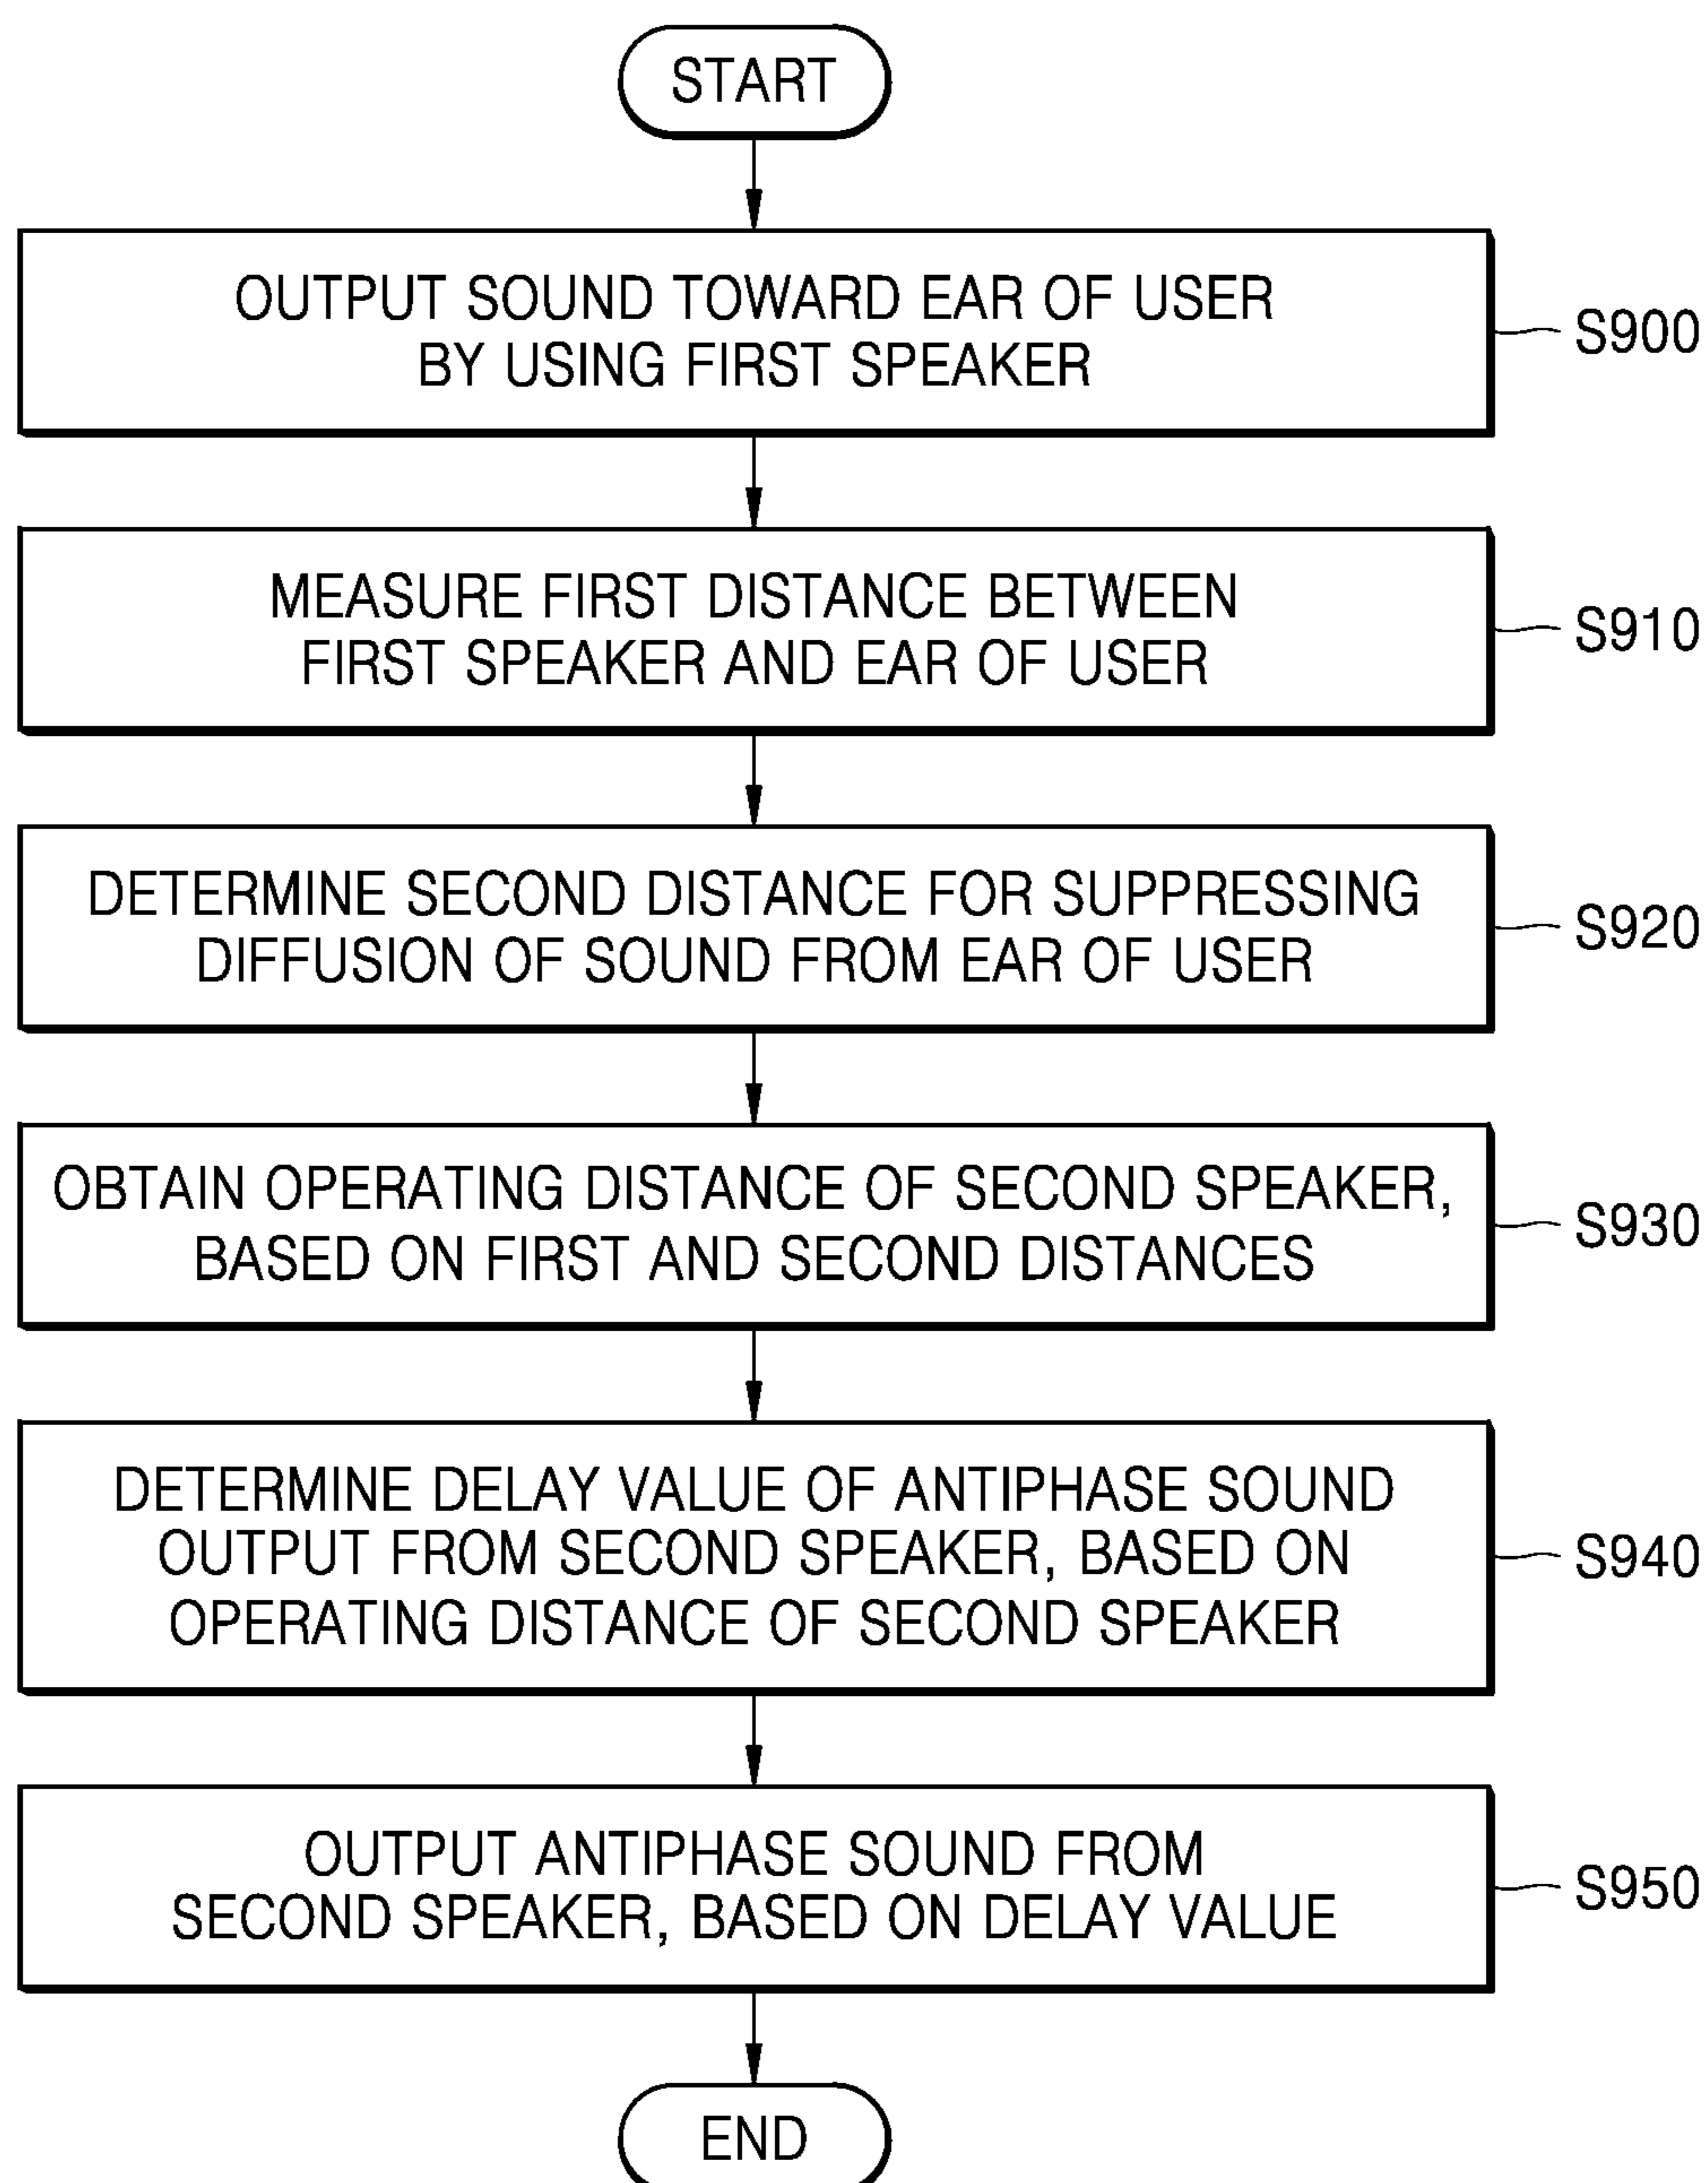 START
OUTPUT SOUND TOWARD EAR OF USER
BY USING FIRST SPEAKER
S900
MEASURE FIRST DISTANCE BETWEEN
FIRST SPEAKER AND EAR OF USER
S910
DETERMINE SECOND DISTANCE FOR SUPPRESSING
DIFFUSION OF SOUND FROM EAR OF USER
S920
OBTAIN OPERATING DISTANCE OF SECOND SPEAKER,
BASED ON FIRST AND SECOND DISTANCES
S930
DETERMINE DELAY VALUE OF ANTIPHASE SOUND
OUTPUT FROM SECOND SPEAKER, BASED ON
OPERATING DISTANCE OF SECOND SPEAKER
S940
OUTPUT ANTIPHASE SOUND FROM
SECOND SPEAKER, BASED ON DELAY VALUE
S950
END